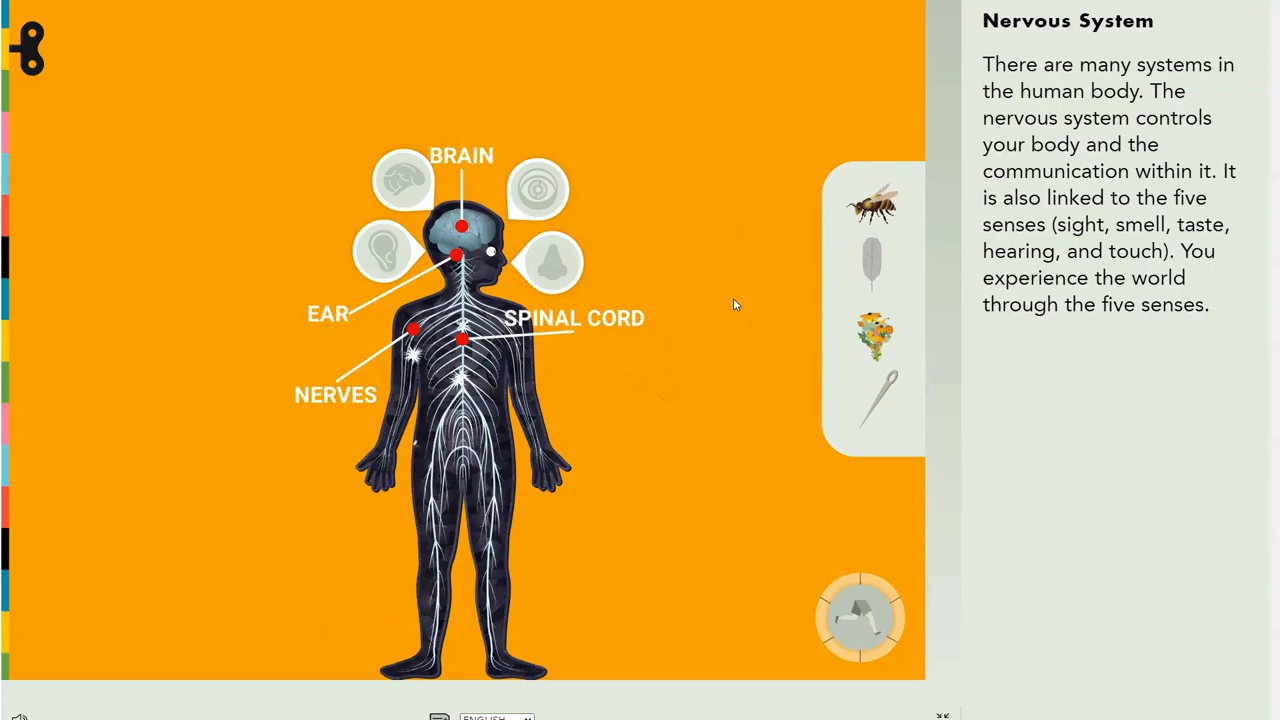 BRAIN
EAR
SPINAL CORD
NERVES
Nervous System
There are many systems in
the human body. The
nervous system controls
your body and the
communication within it. It
is also linked to the five
senses (sight, smell, taste,
hearing, and touch). You
experience the world
through the five senses.
ENGLISH